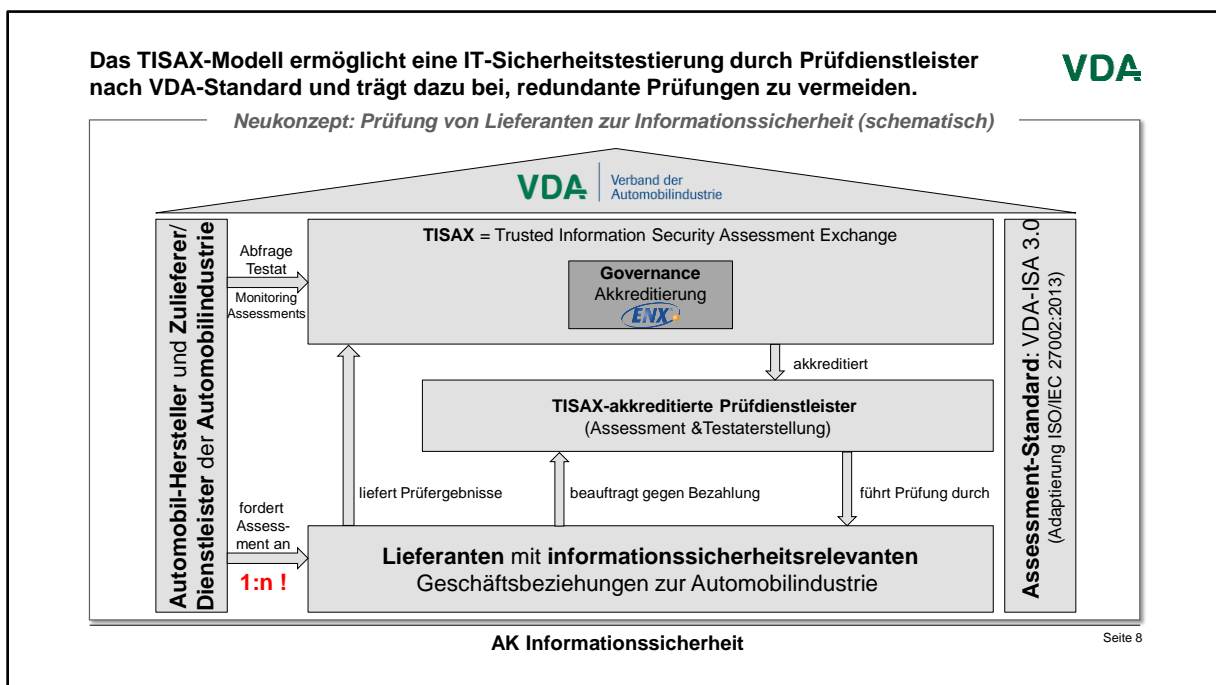 Das TISAX-Modell ermöglicht eine IT-Sicherheitstestierung durch Prüfdienstleister
nach VDA-Standard und trägt dazu bei, redundante Prüfungen zu vermeiden.
VDA
Neukonzept: Prüfung von Lieferanten zur Informationssicherheit (schematisch)
VDA
Verband der
Automobilindustrie
Automobil-Hersteller und Zulieferer/
Dienstleister der Automobilindustrie
Abfrage
Testat
Monitoring
Assessments
TISAX = Trusted Information Security Assessment Exchange
Governance
Akkreditierung
ENX
akkreditiert
TISAX-akkreditierte Prüfdienstleister
(Assessment &Testaterstellung)
liefert Prüfergebnisse
beauftragt gegen Bezahlung
führt Prüfung durch
fordert
Assess-
ment an
1:n !
Lieferanten mit informationssicherheitsrelevanten
Geschäftsbeziehungen zur Automobilindustrie
Assessment-Standard: VDA-ISA 3.0
(Adaptierung ISO/IEC 27002:2013)
AK Informationssicherheit
Seite 8